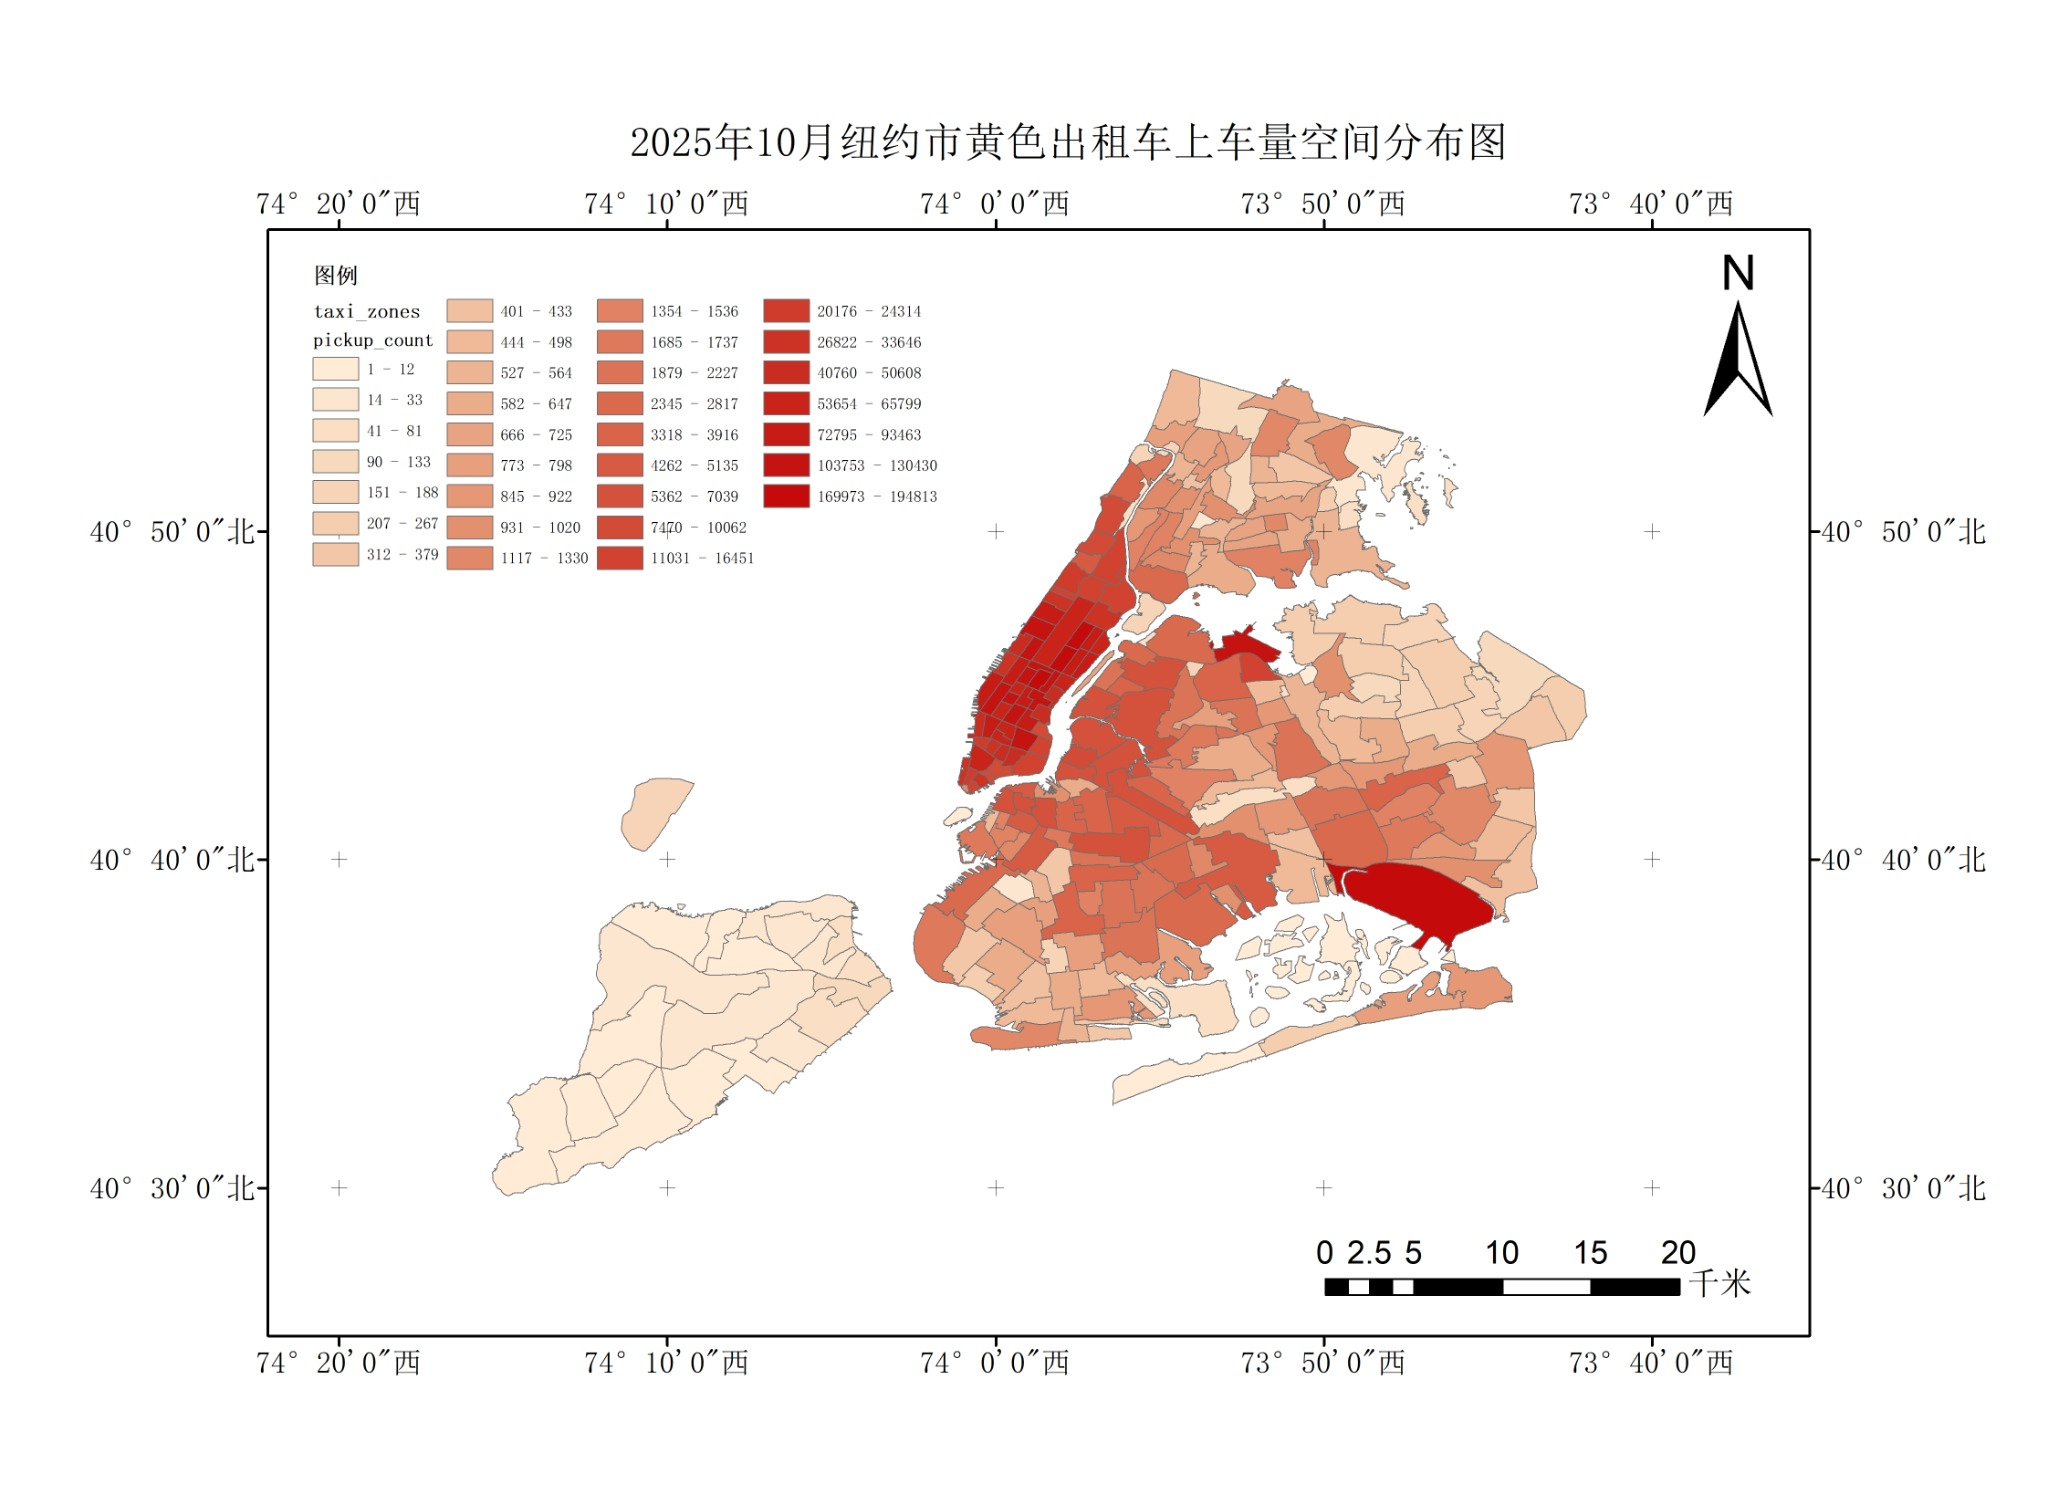 2025年10月纽约市黄色出租车上车量空间分布图
74° 20′0″西
74° 10′0″西
74° 0′0″西
73° 50′0″西
73° 40′0″西
图例
taxi_zones
pickup_count
1 - 12
14 - 33
41 - 81
90 - 133
151 - 188
207 - 267
312 - 379
401 - 433
444 - 498
527 - 564
582 - 647
666 - 725
773 - 798
845 - 922
931 - 1020
1117 - 1330
1354 - 1536
1685 - 1737
1879 - 2227
2345 - 2817
3318 - 3916
4262 - 5135
5362 - 7039
7470 - 10062
11031 - 16451
20176 - 24314
26822 - 33646
40760 - 50608
53654 - 65799
72795 - 93463
103753 - 130430
169973 - 194813
N
40° 50′0″北
40° 50′0″北
40° 40′0″北
40° 40′0″北
40° 30′0″北
40° 30′0″北
0 2.5 5 10 15 20
千米
74° 20′0″西
74° 10′0″西
74° 0′0″西
73° 50′0″西
73° 40′0″西